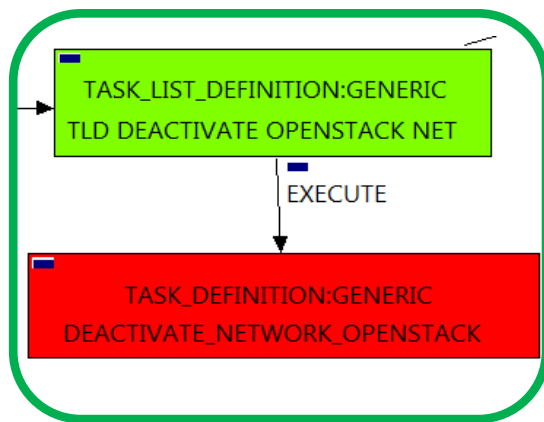 TASK_LIST_DEFINITION:GENERIC
TLD DEACTIVATE OPENSTACK NET
EXECUTE
TASK_DEFINITION:GENERIC
DEACTIVATE_NETWORK_OPENSTACK